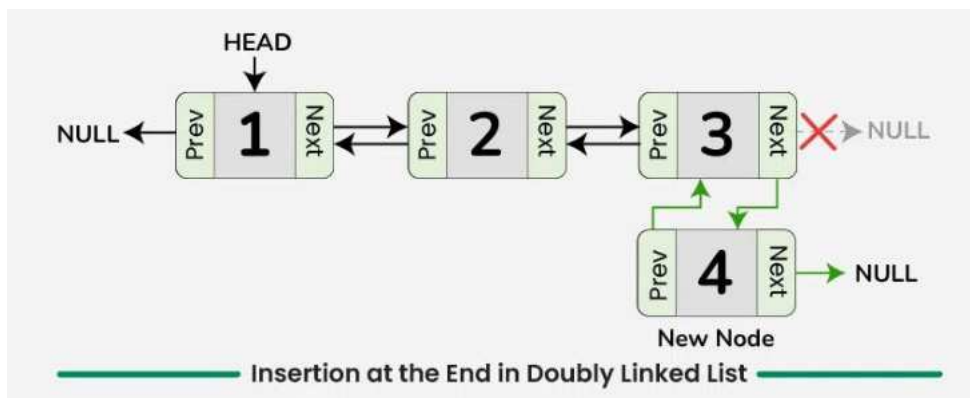 HEAD
NULL Prev 1 Next Prev 2 Next Prev 3 Next NULL
Prev 4 Next NULL
New Node
Insertion at the End in Doubly Linked List